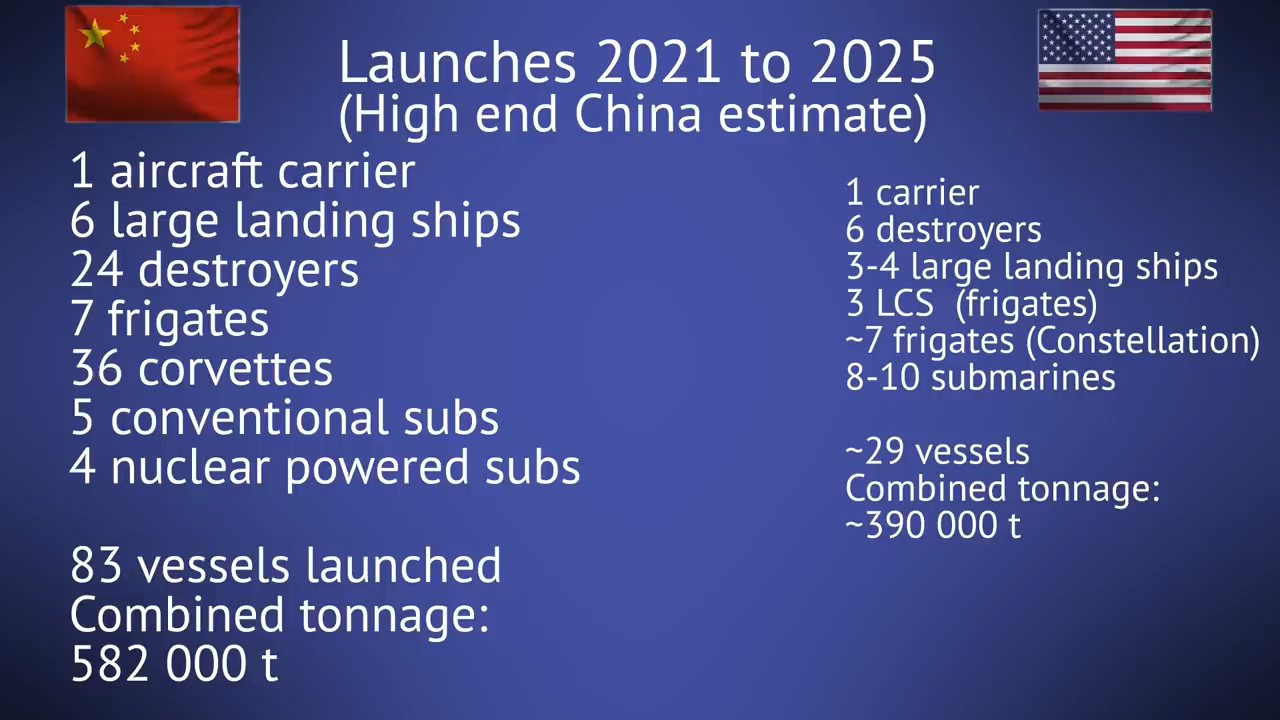 Launches 2021 to 2025
(High end China estimate)
1 aircraft carrier
6 large landing ships
24 destroyers
7 frigates
36 corvettes
5 conventional subs
4 nuclear powered subs
83 vessels launched
Combined tonnage:
582 000 t
1 carrier
6 destroyers
3-4 large landing ships
3 LCS (frigates)
~7 frigates (Constellation)
8-10 submarines
~29 vessels
Combined tonnage:
~390 000 t